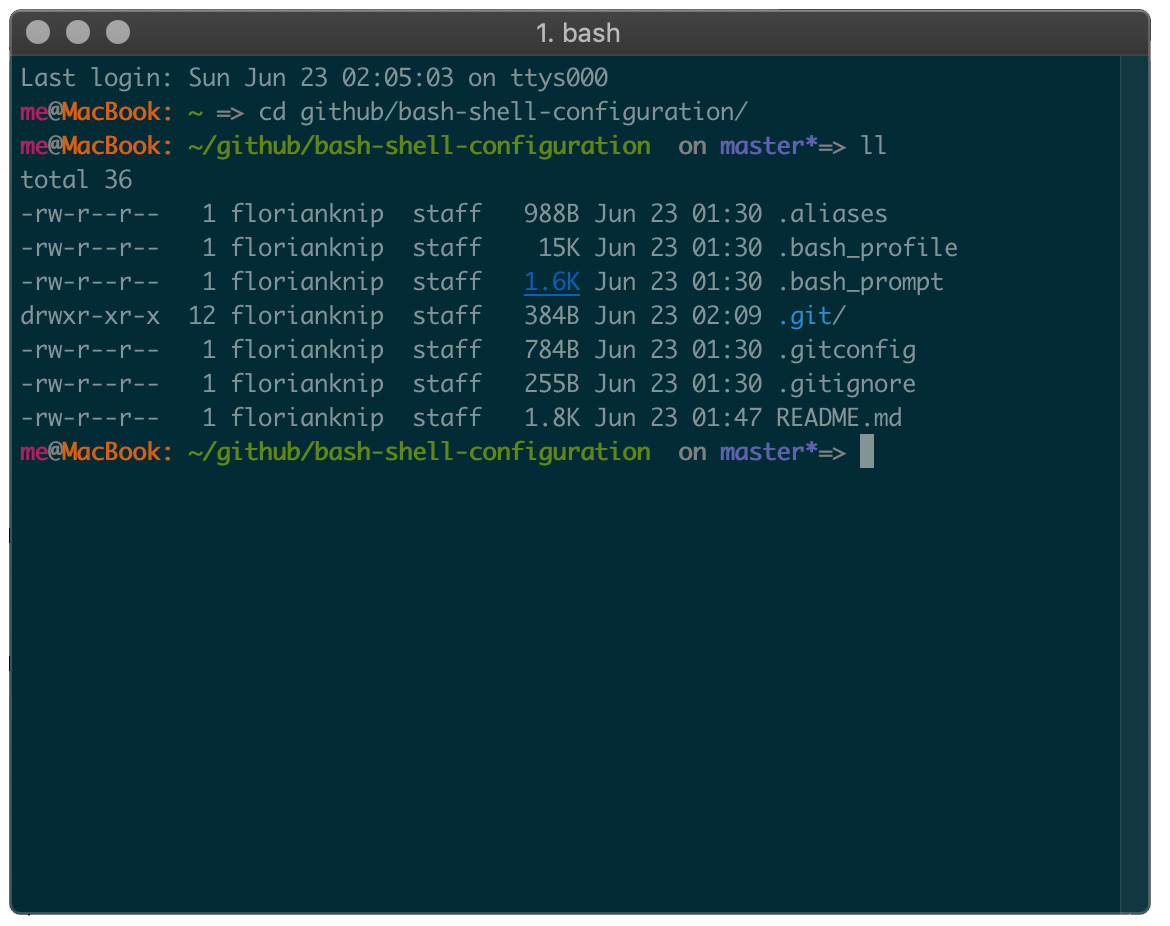 1. bash
Last login: Sun Jun 23 02:05:03 on ttys000
me@MacBook: ~ => cd github/bash-shell-configuration/
me@MacBook: ~/github/bash-shell-configuration  on master*=> ll
total 36
-rw-r--r--   1 florianknip  staff   988B Jun 23 01:30 .aliases
-rw-r--r--   1 florianknip  staff    15K Jun 23 01:30 .bash_profile
-rw-r--r--   1 florianknip  staff   1.6K Jun 23 01:30 .bash_prompt
drwxr-xr-x  12 florianknip  staff   384B Jun 23 02:09 .git/
-rw-r--r--   1 florianknip  staff   784B Jun 23 01:30 .gitconfig
-rw-r--r--   1 florianknip  staff   255B Jun 23 01:30 .gitignore
-rw-r--r--   1 florianknip  staff   1.8K Jun 23 01:47 README.md
me@MacBook: ~/github/bash-shell-configuration  on master*=>